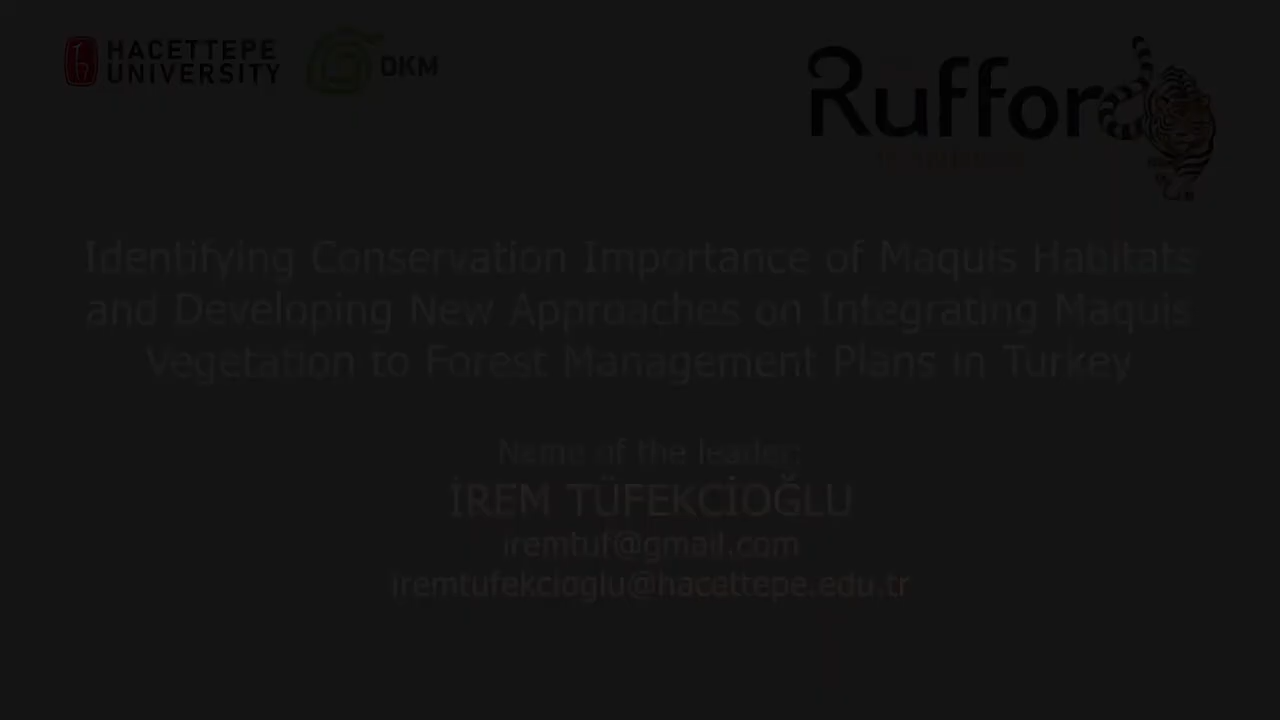 HACETTEPE
UNIVERSITY
DKM
Rufford
Identifying Conservation Importance of Maquis Habitats
and Developing New Approaches on Integrating Maquis
Vegetation to Forest Management Plans in Turkey
Name of the leader:
İREM TÜFEKCİOĞLU
iremtuf@gmail.com
iremtufekcioglu@hacettepe.edu.tr